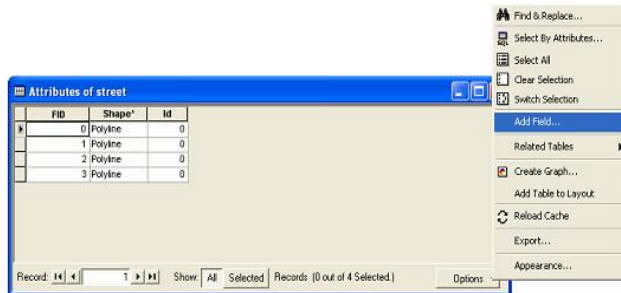 Find & Replace...
Select By Attributes...
Select All
Clear Selection
Switch Selection
Add Field...
Related Tables
Create Graph...
Add Table to Layout
Reload Cache
Export...
Appearance...
Attributes of street
FID Shape* Id
0 Polyline 0
1 Polyline 0
2 Polyline 0
3 Polyline 0
Record: 1 Show: All Selected Records (0 out of 4 Selected.) Options